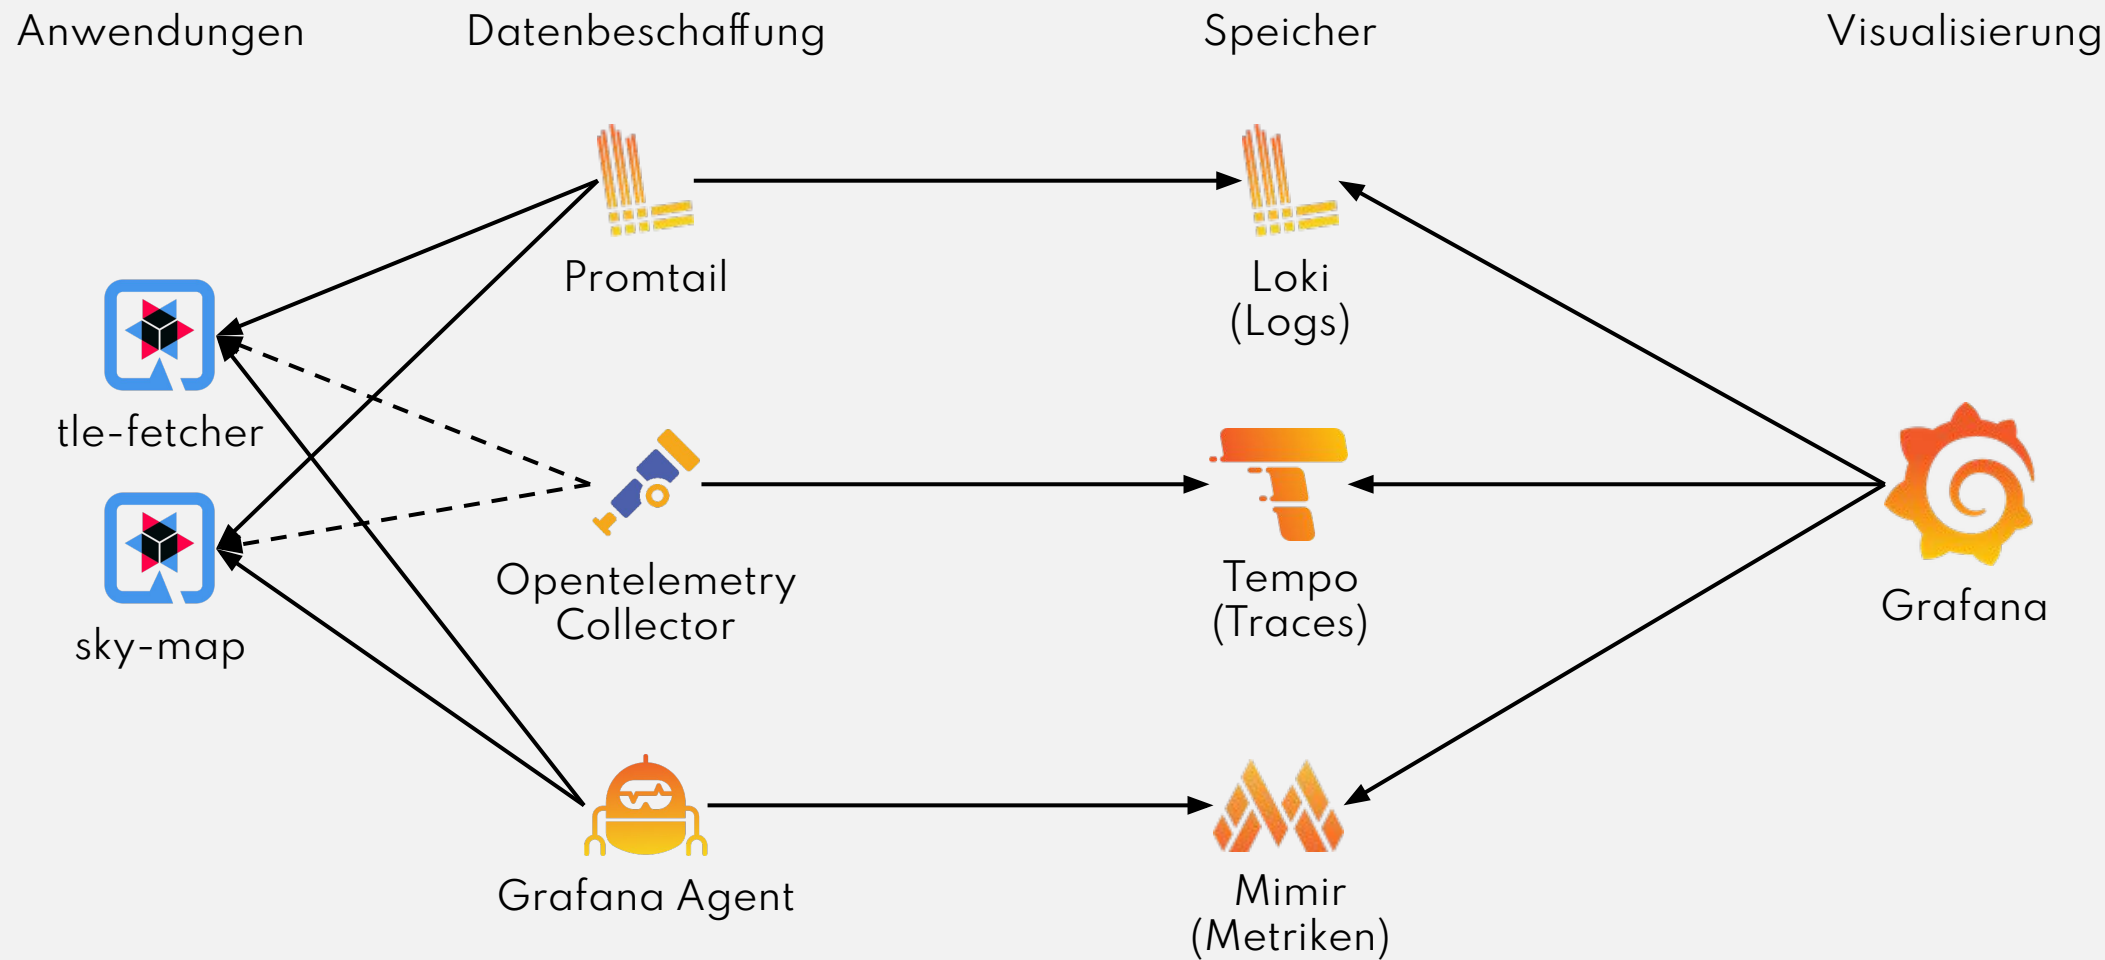 Anwendungen
Datenbeschaffung
Speicher
Visualisierung
Promtail
Loki
(Logs)
tle-fetcher
Opentelemetry
Collector
Tempo
(Traces)
Grafana
sky-map
Grafana Agent
Mimir
(Metriken)